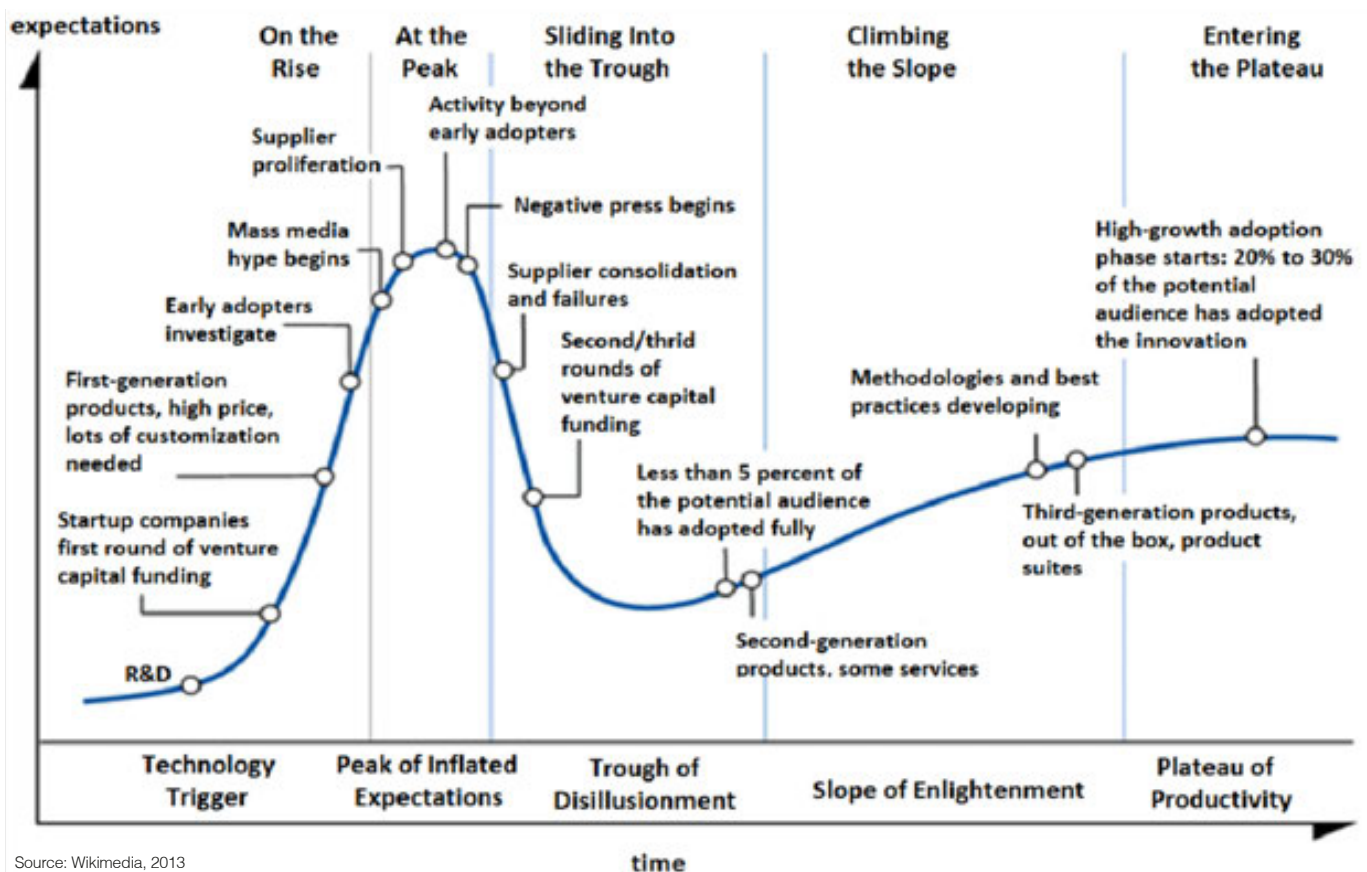 expectations
On the
Rise
At the
Peak
Sliding Into
the Trough
Climbing
the Slope
Entering
the Plateau
Activity beyond
early adopters
Supplier
proliferation
Negative press begins
Mass media
hype begins
High-growth adoption
phase starts: 20% to 30%
of the potential
audience has adopted
the innovation
Supplier consolidation
and failures
Early adopters
investigate
Second/thrid
rounds of
venture capital
funding
First-generation
products, high price,
lots of customization
needed
Methodologies and best
practices developing
Less than 5 percent of
the potential audience
has adopted fully
Startup companies
first round of venture
capital funding
Third-generation products,
out of the box, product
suites
R&D
Second-generation
products, some services
Technology
Trigger
Peak of Inflated
Expectations
Trough of
Disillusionment
Slope of Enlightenment
Plateau of
Productivity
time
Source: Wikimedia, 2013